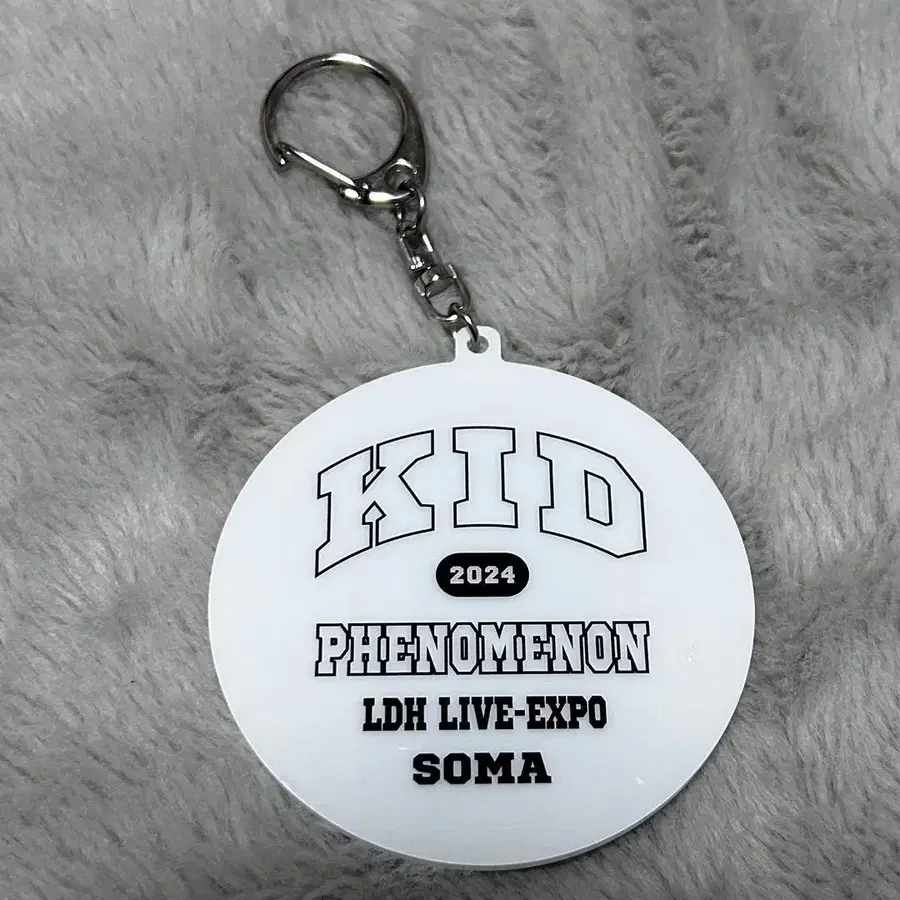 KID
2024
PHENOMENON
LDH LIVE-EXPO
SOMA